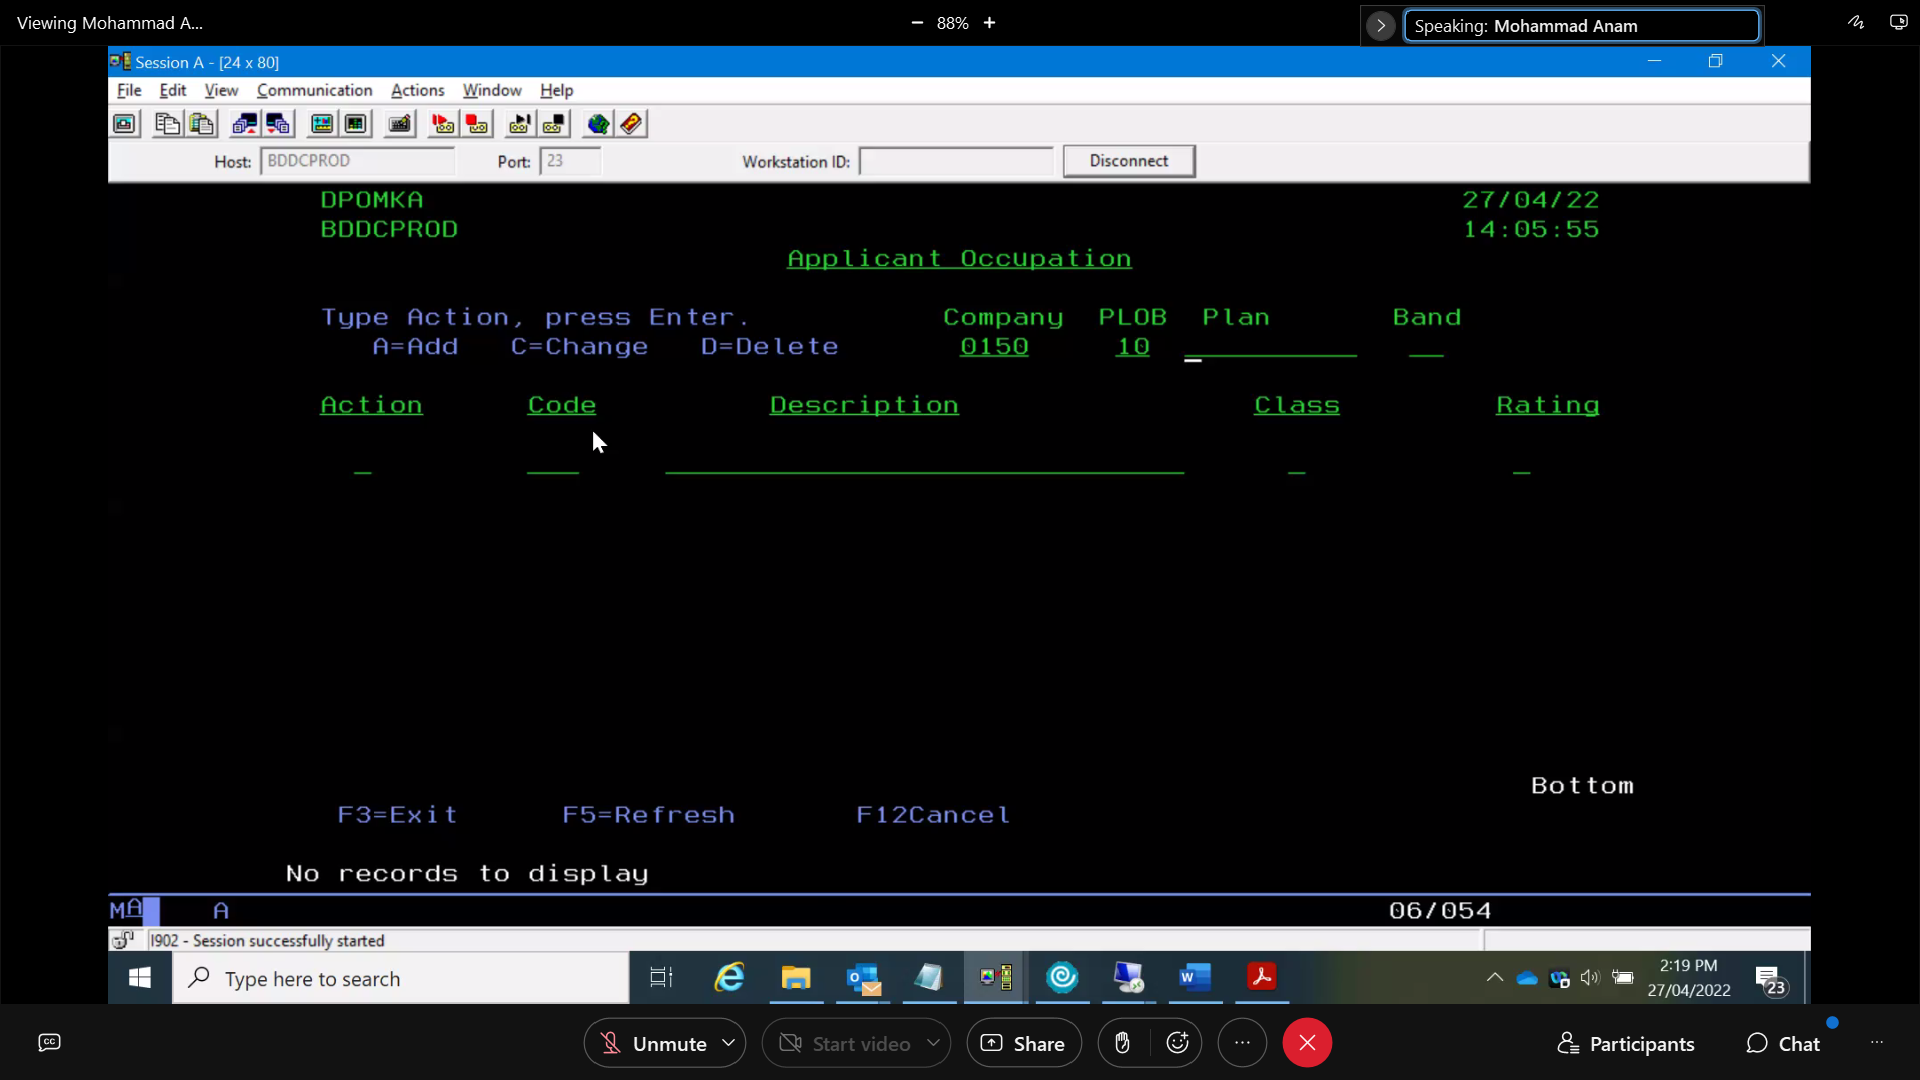 Viewing Mohammad A...
88%
Speaking: Mohammad Anam
Session A - [24 x 80]
File Edit View Communication Actions Window Help
Host: BDDCPROD Port: 23 Workstation ID: Disconnect
DPOMKA 27/04/22
BDDCPROD 14:05:55
Applicant Occupation
Type Action, press Enter. Company PLOB Plan Band
A=Add C=Change D=Delete 0150 10
Action Code Description Class Rating
Bottom
F3=Exit F5=Refresh F12Cancel
No records to display
MA A 06/054
I902 - Session successfully started
Type here to search
2:19 PM
27/04/2022
23
CC Unmute Start video Share Participants Chat